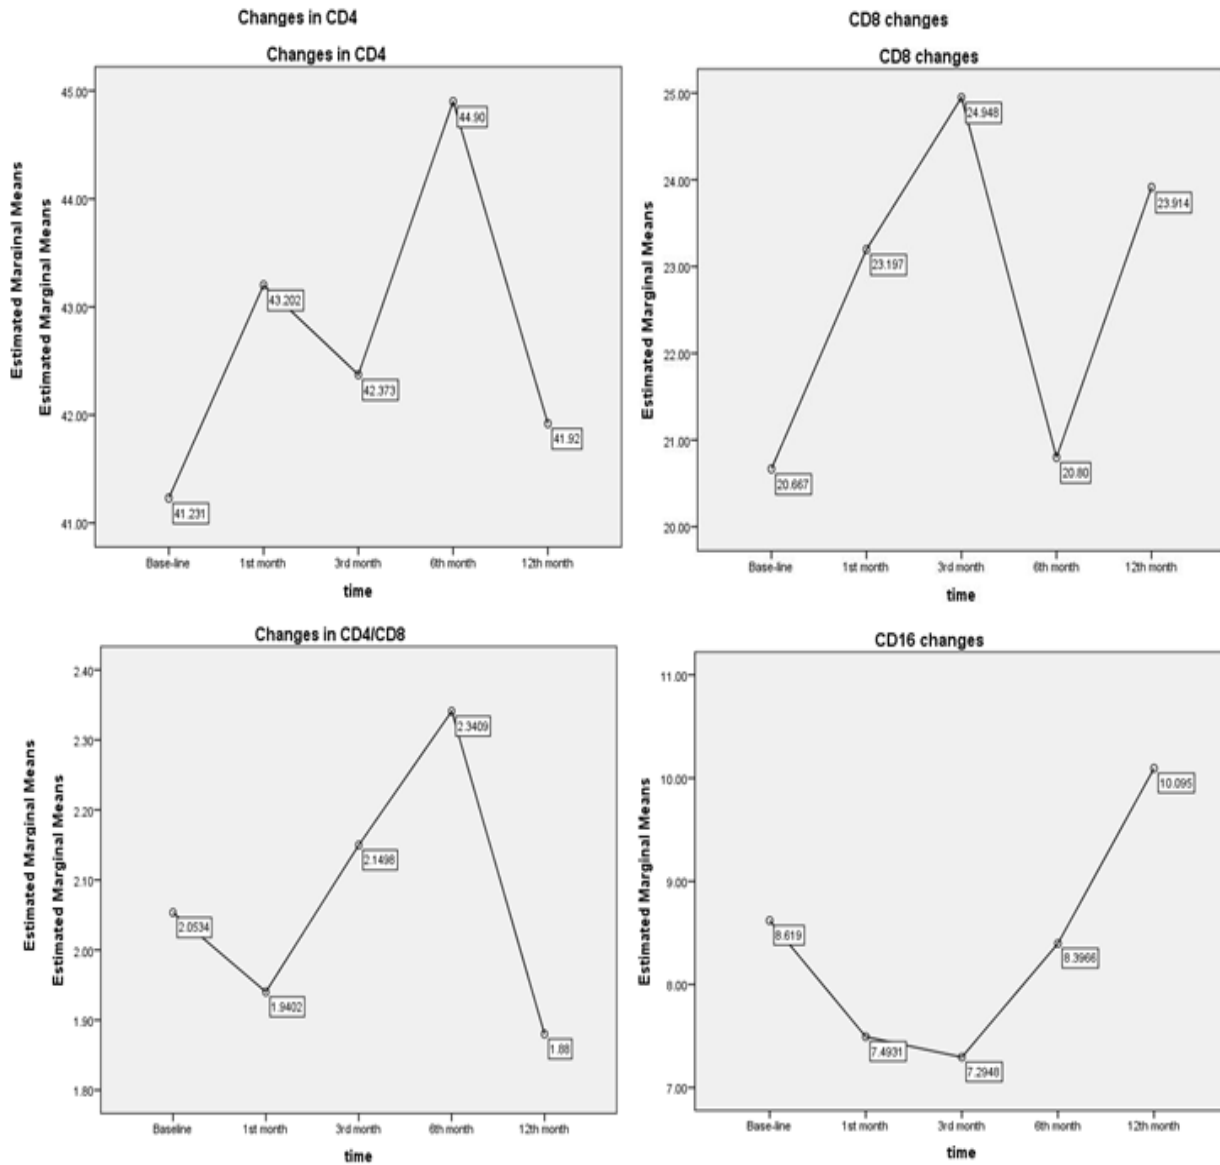 Changes in CD4
Changes in CD4
Estimated Marginal Means
Estimated Marginal Means
45.00
44.00
43.00
42.00
41.00
41.231
43.202
42.373
44.90
41.92
Base-line 1st month 3rd month 6th month 12th month
time
CD8 changes
CD8 changes
Estimated Marginal Means
25.00
24.00
23.00
22.00
21.00
20.00
20.667
23.197
24.948
20.80
23.914
Base-line 1st month 3rd month 6th month 12th month
time
Changes in CD4/CD8
Estimated Marginal Means
Estimated Marginal Means
2.40
2.30
2.20
2.10
2.00
1.90
1.80
2.0534
1.9402
2.1498
2.3409
1.88
Baseline 1st month 3rd month 6th month 12th month
time
CD16 changes
Estimated Marginal Means
11.00
10.00
9.00
8.00
7.00
8.619
7.4931
7.2948
8.3966
10.095
Base-line 1st month 3rd month 6th month 12th month
time